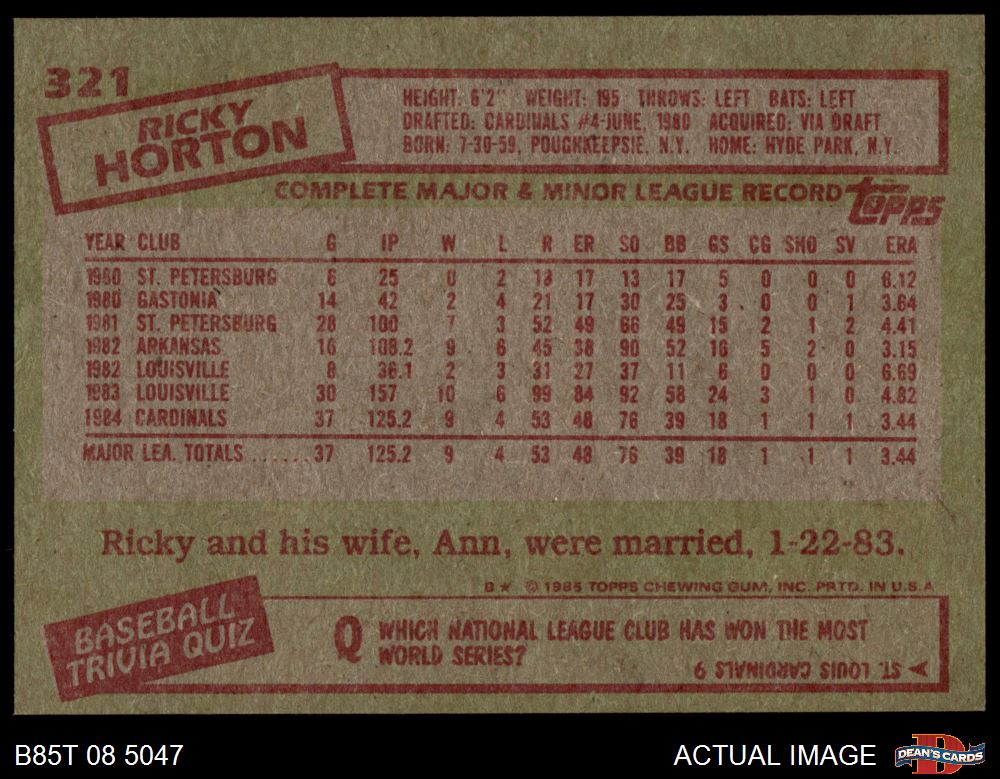 321
RICKY
HORTON
HEIGHT: 6'2" WEIGHT: 195 THROWS: LEFT BATS: LEFT
DRAFTED: CARDINALS #4-JUNE, 1980 ACQUIRED: VIA DRAFT
BORN: 7-30-59, POUGHKEEPSIE, N.Y. HOME: HYDE PARK, N.Y.
COMPLETE MAJOR & MINOR LEAGUE RECORD topps
YEAR CLUB G IP W L R ER SO BB GS CG SHO SV ERA
1980 ST. PETERSBURG 6 25 0 2 18 17 13 17 5 0 0 0 6.12
1980 GASTONIA 14 42 2 4 21 17 30 25 3 0 0 1 3.64
1981 ST. PETERSBURG 28 100 7 3 52 49 66 49 15 2 1 2 4.41
1982 ARKANSAS 16 108.2 9 6 45 38 90 52 16 5 2 0 3.15
1982 LOUISVILLE 8 36.1 2 3 31 27 37 11 6 0 0 0 6.69
1983 LOUISVILLE 30 157 10 6 99 84 92 58 24 3 1 0 4.82
1984 CARDINALS 37 125.2 9 4 53 48 76 39 18 1 1 1 3.44
MAJOR LEA. TOTALS ...... 37 125.2 9 4 53 48 76 39 18 1 1 1 3.44
Ricky and his wife, Ann, were married, 1-22-83.
B* © 1985 TOPPS CHEWING GUM, INC. PRTD. IN U.S.A.
BASEBALL
TRIVIA QUIZ
Q WHICH NATIONAL LEAGUE CLUB HAS WON THE MOST
WORLD SERIES?
A ST. LOUIS CARDINALS 9
B85T 08 5047
ACTUAL IMAGE
D
DEAN'S CARDS